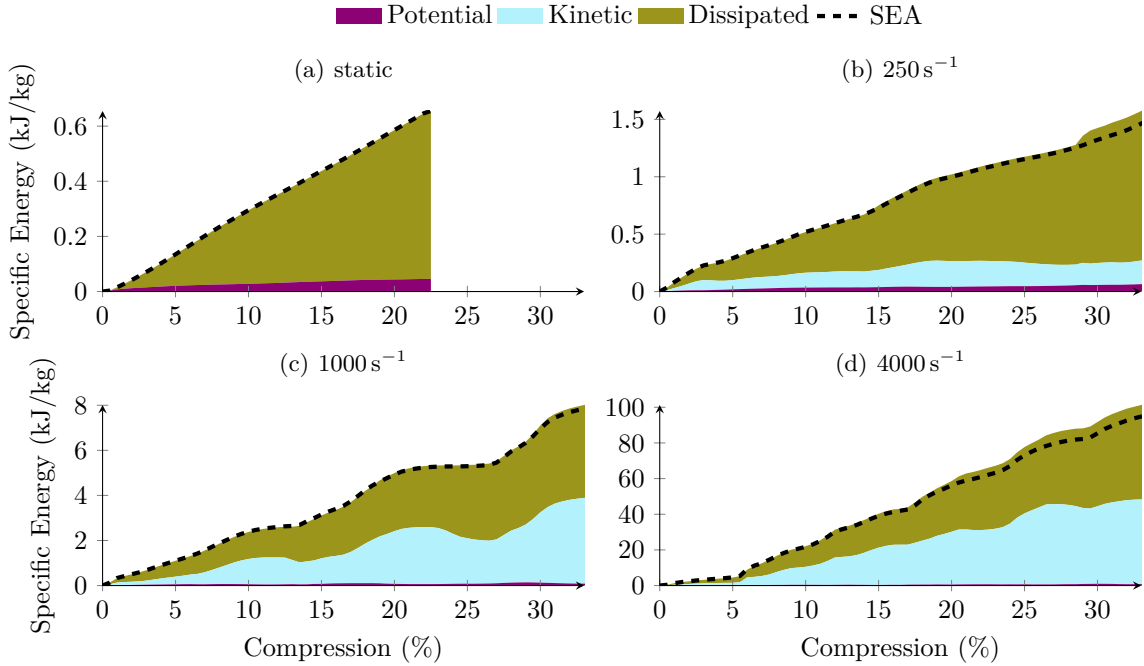 Potential Kinetic Dissipated SEA
(a) static
(b) 250 s⁻¹
Specific Energy (kJ/kg)
0.6
0.4
0.2
0
0 5 10 15 20 25 30
1.5
1
0.5
0
0 5 10 15 20 25 30
(c) 1000 s⁻¹
(d) 4000 s⁻¹
Specific Energy (kJ/kg)
8
6
4
2
0
0 5 10 15 20 25 30
Compression (%)
100
80
60
40
20
0
0 5 10 15 20 25 30
Compression (%)